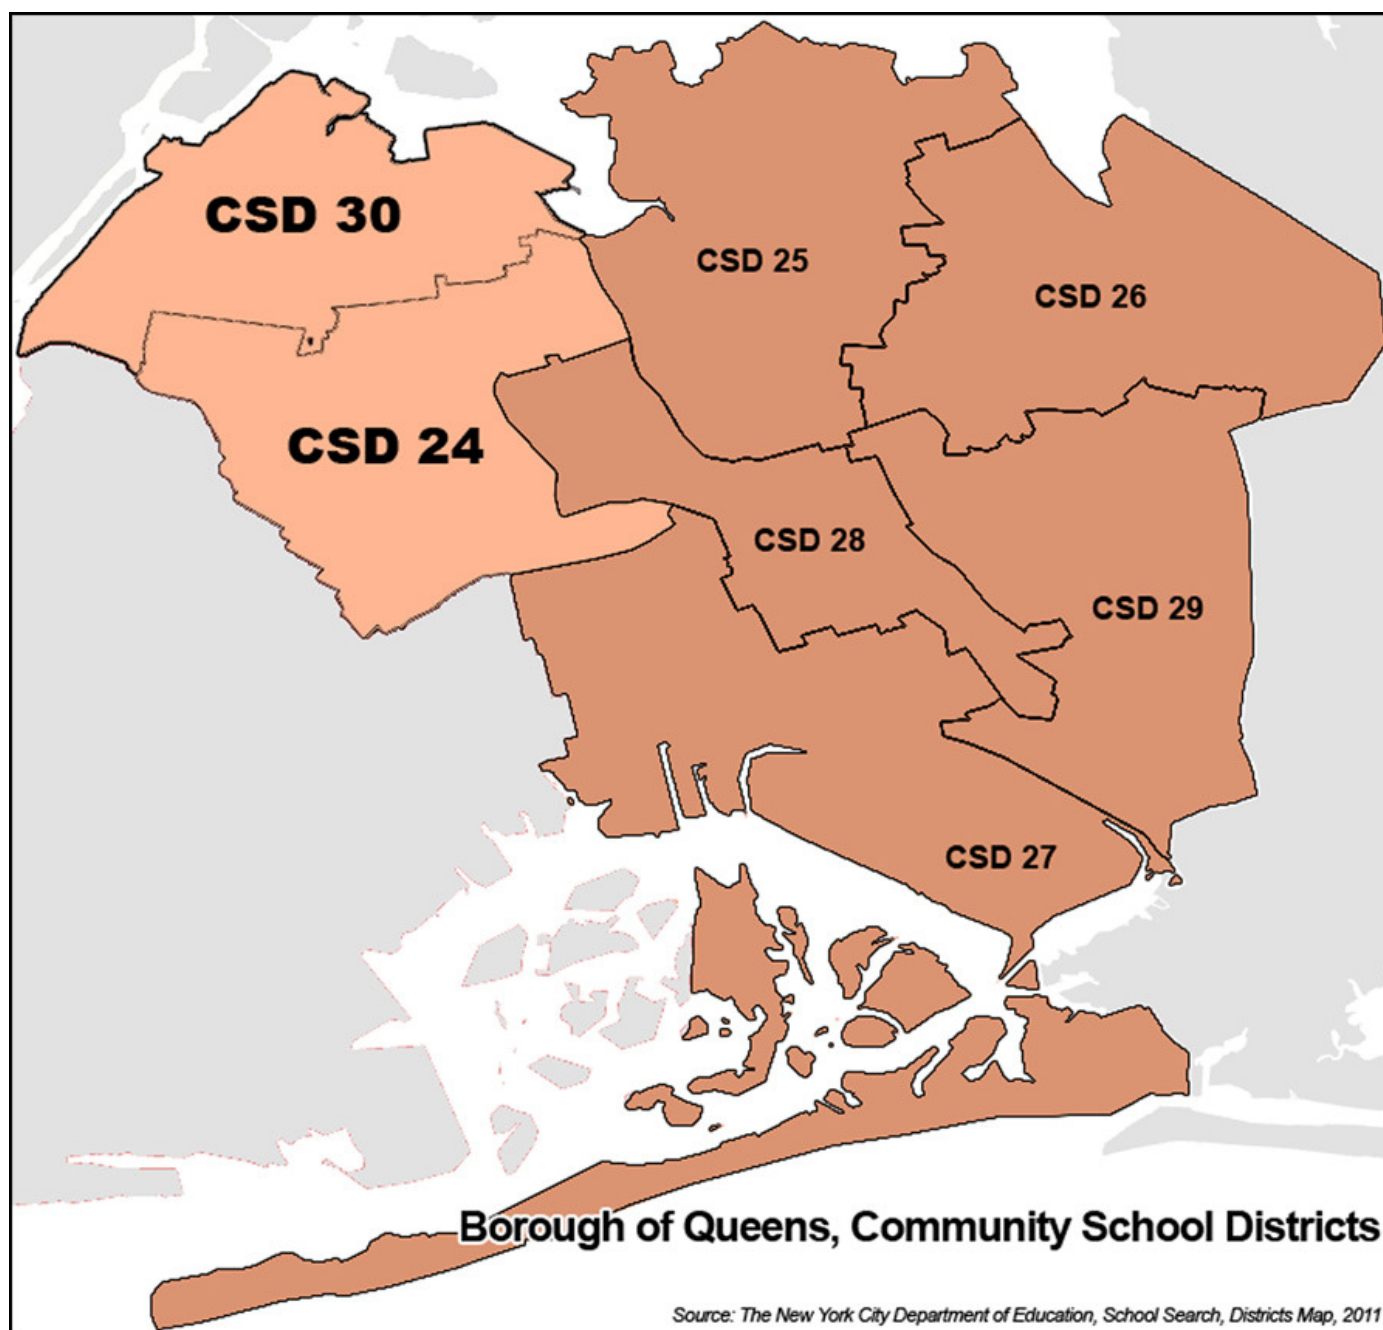 CSD 30
CSD 25
CSD 26
CSD 24
CSD 28
CSD 29
CSD 27
Borough of Queens, Community School Districts
Source: The New York City Department of Education, School Search, Districts Map, 2011